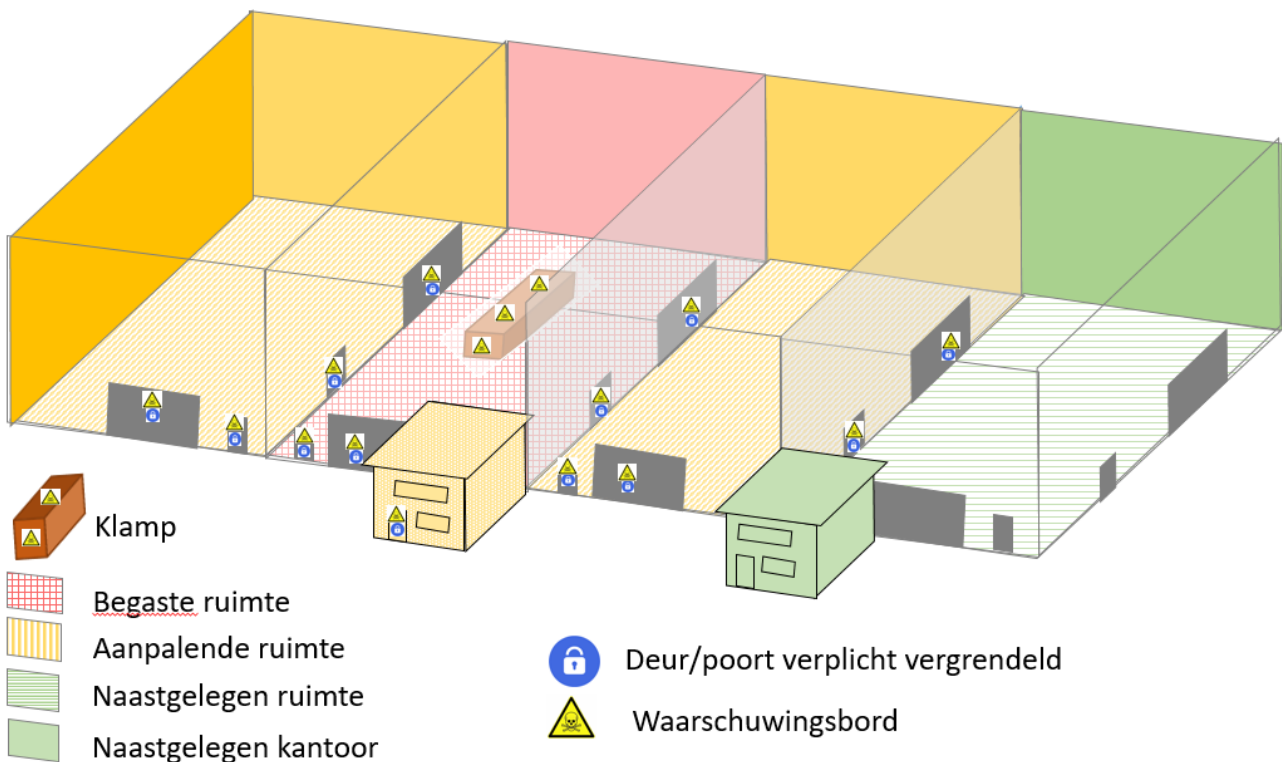 Klamp
Begaste ruimte
Aanpalende ruimte
Naastgelegen ruimte
Naastgelegen kantoor
Deur/poort verplicht vergrendeld
Waarschuwingsbord